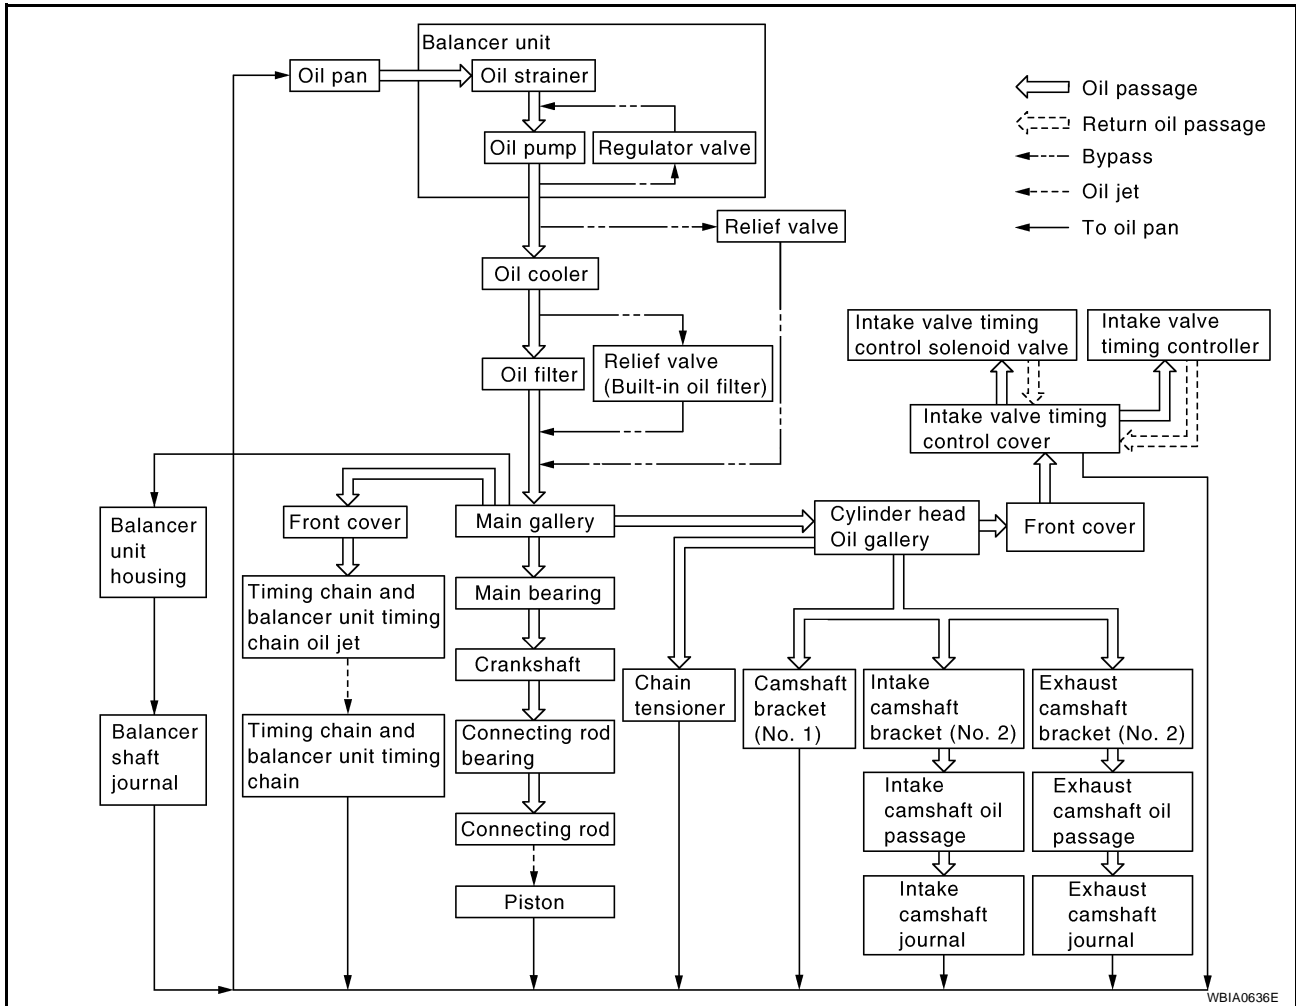 Balancer unit
Oil pan
Oil strainer
Oil pump
Regulator valve
Oil passage
Return oil passage
Bypass
Oil jet
To oil pan
Relief valve
Oil cooler
Oil filter
Relief valve
(Built-in oil filter)
Intake valve timing
control solenoid valve
Intake valve
timing controller
Intake valve timing
control cover
Balancer
unit
housing
Front cover
Main gallery
Cylinder head
Oil gallery
Front cover
Timing chain and
balancer unit timing
chain oil jet
Main bearing
Crankshaft
Chain
tensioner
Camshaft
bracket
(No. 1)
Intake
camshaft
bracket (No. 2)
Exhaust
camshaft
bracket (No. 2)
Balancer
shaft
journal
Timing chain and
balancer unit timing
chain
Connecting rod
bearing
Intake
camshaft oil
passage
Exhaust
camshaft oil
passage
Connecting rod
Piston
Intake
camshaft
journal
Exhaust
camshaft
journal
WBIA0636E